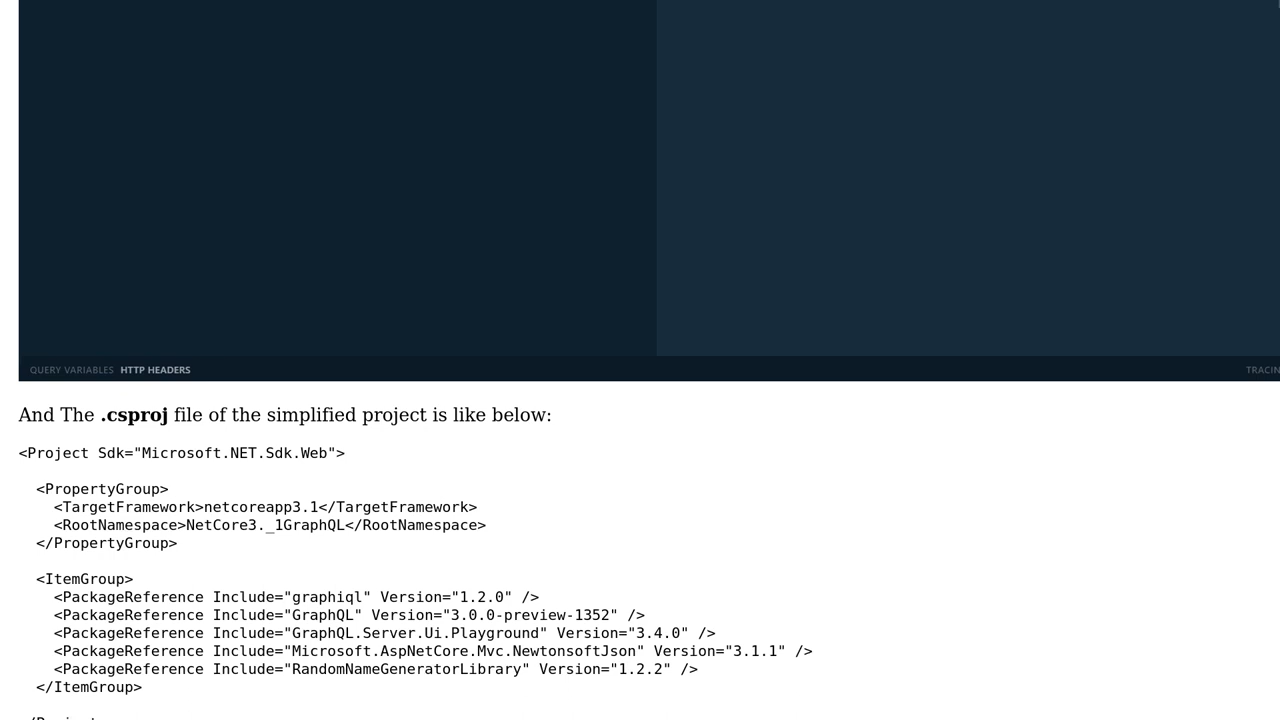 QUERY VARIABLES HTTP HEADERS
And The .csproj file of the simplified project is like below:
<Project Sdk="Microsoft.NET.Sdk.Web">
<PropertyGroup>
<TargetFramework>netcoreapp3.1</TargetFramework>
<RootNamespace>NetCore3._1GraphQL</RootNamespace>
</PropertyGroup>
<ItemGroup>
<PackageReference Include="graphiql" Version="1.2.0" />
<PackageReference Include="GraphQL" Version="3.0.0-preview-1352" />
<PackageReference Include="GraphQL.Server.Ui.Playground" Version="3.4.0" />
<PackageReference Include="Microsoft.AspNetCore.Mvc.NewtonsoftJson" Version="3.1.1" />
<PackageReference Include="RandomNameGeneratorLibrary" Version="1.2.2" />
</ItemGroup>